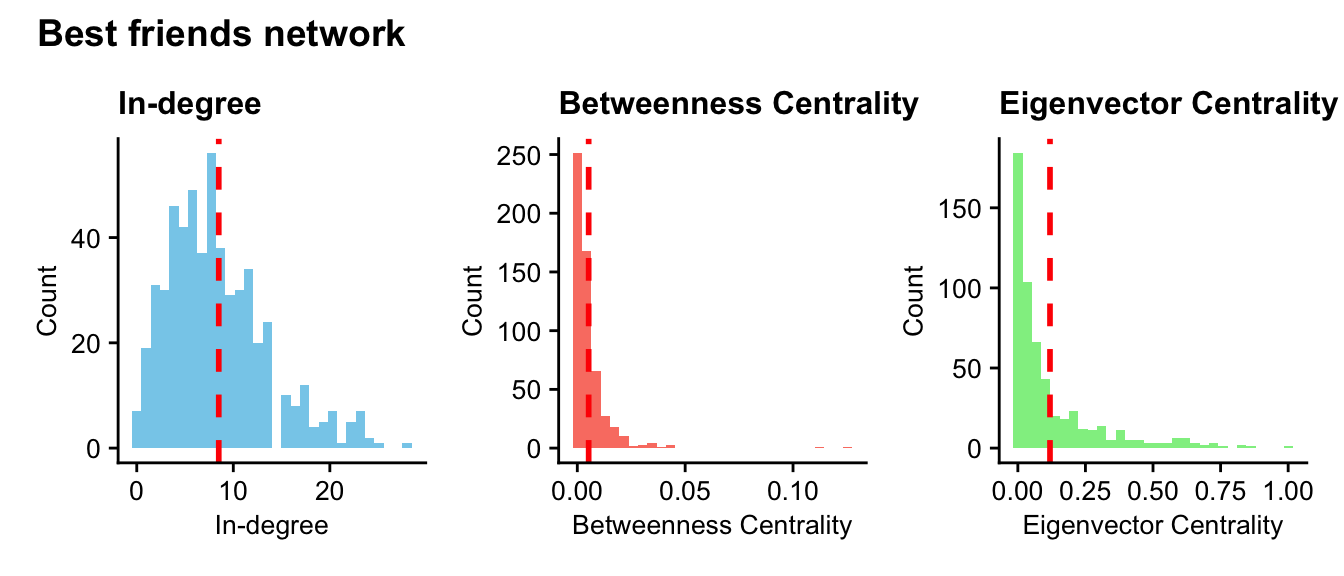 Best friends network
In-degree
Count
40
20
0
0 10 20
In-degree
Betweenness Centrality
Count
250
200
150
100
50
0
0.00 0.05 0.10
Betweenness Centrality
Eigenvector Centrality
Count
150
100
50
0
0.00 0.25 0.50 0.75 1.00
Eigenvector Centrality